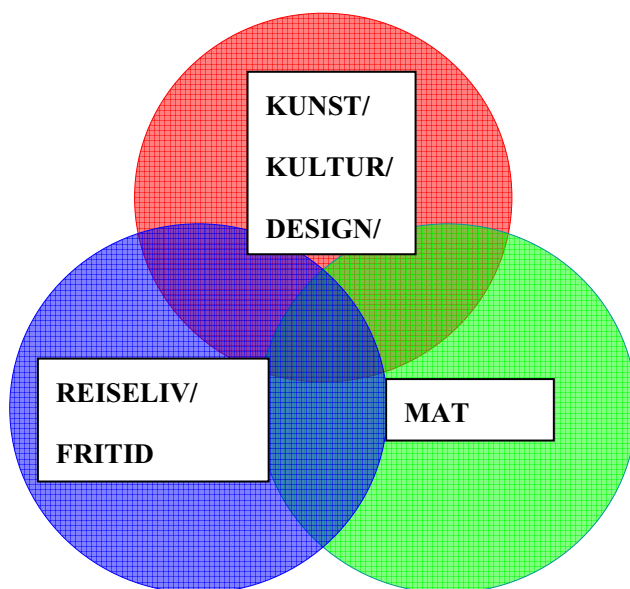 KUNST/
KULTUR/
DESIGN/
REISELIV/
FRITID
MAT